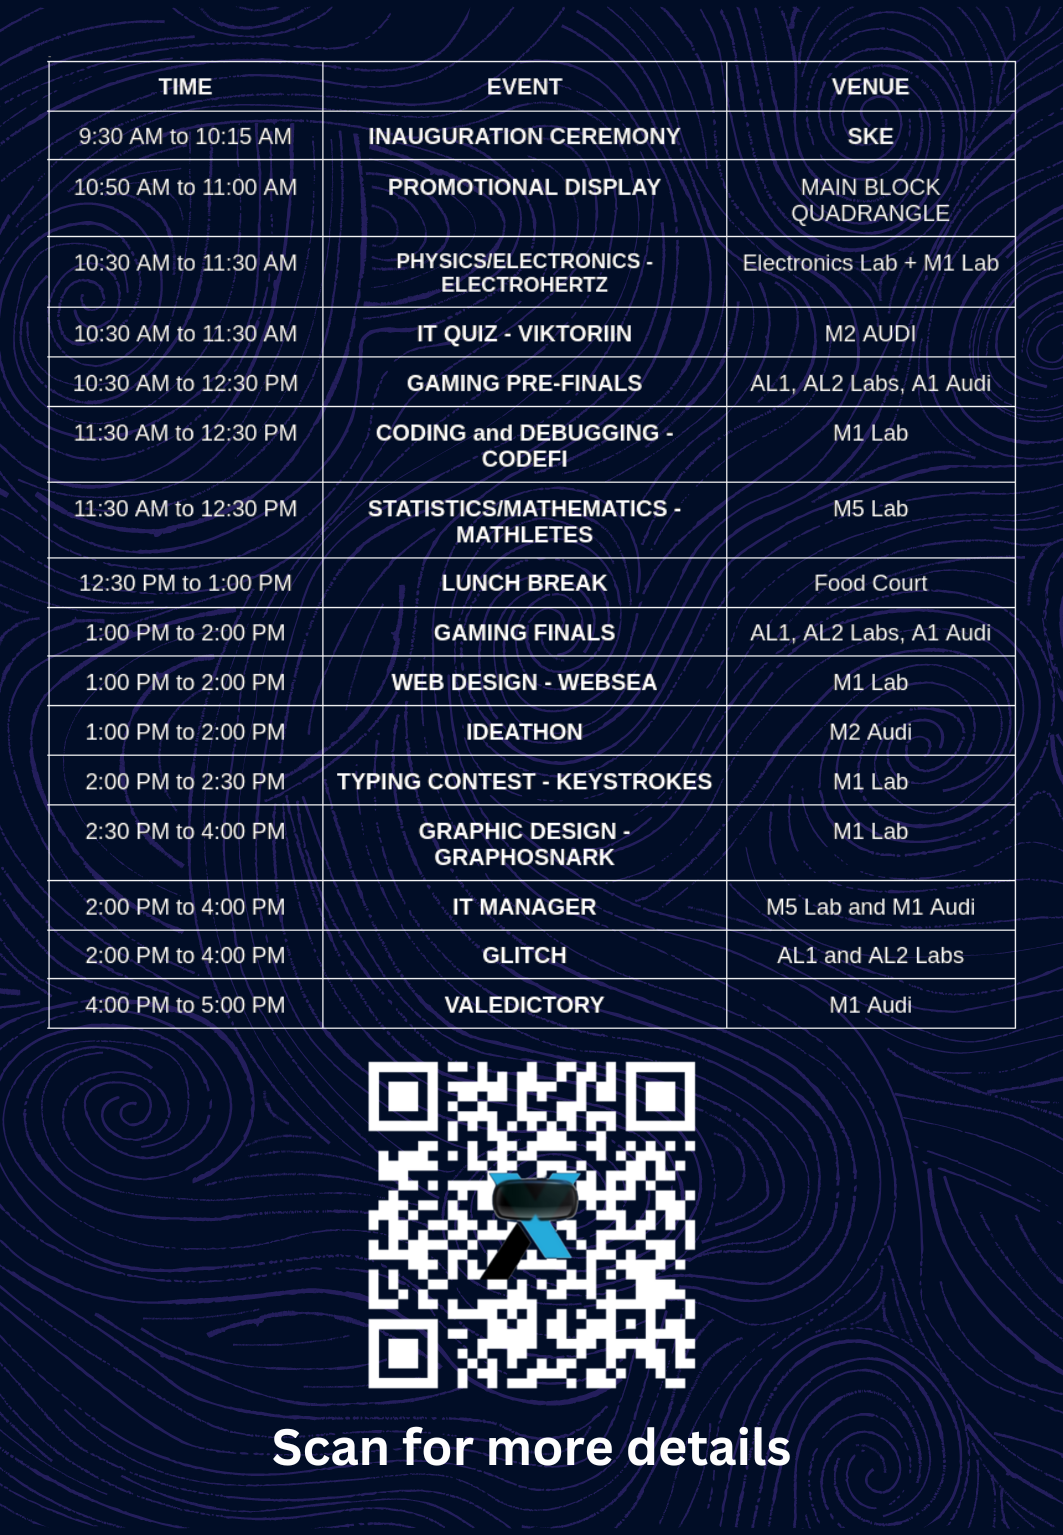 TIME EVENT VENUE
9:30 AM to 10:15 AM INAUGURATION CEREMONY SKE
10:50 AM to 11:00 AM PROMOTIONAL DISPLAY MAIN BLOCK
QUADRANGLE
10:30 AM to 11:30 AM PHYSICS/ELECTRONICS - Electronics Lab + M1 Lab
ELECTROHERTZ
10:30 AM to 11:30 AM IT QUIZ - VIKTORIIN M2 AUDI
10:30 AM to 12:30 PM GAMING PRE-FINALS AL1, AL2 Labs, A1 Audi
11:30 AM to 12:30 PM CODING and DEBUGGING - M1 Lab
CODEFI
11:30 AM to 12:30 PM STATISTICS/MATHEMATICS - M5 Lab
MATHLETES
12:30 PM to 1:00 PM LUNCH BREAK Food Court
1:00 PM to 2:00 PM GAMING FINALS AL1, AL2 Labs, A1 Audi
1:00 PM to 2:00 PM WEB DESIGN - WEBSEA M1 Lab
1:00 PM to 2:00 PM IDEATHON M2 Audi
2:00 PM to 2:30 PM TYPING CONTEST - KEYSTROKES M1 Lab
2:30 PM to 4:00 PM GRAPHIC DESIGN - M1 Lab
GRAPHOSNARK
2:00 PM to 4:00 PM IT MANAGER M5 Lab and M1 Audi
2:00 PM to 4:00 PM GLITCH AL1 and AL2 Labs
4:00 PM to 5:00 PM VALEDICTORY M1 Audi
Scan for more details